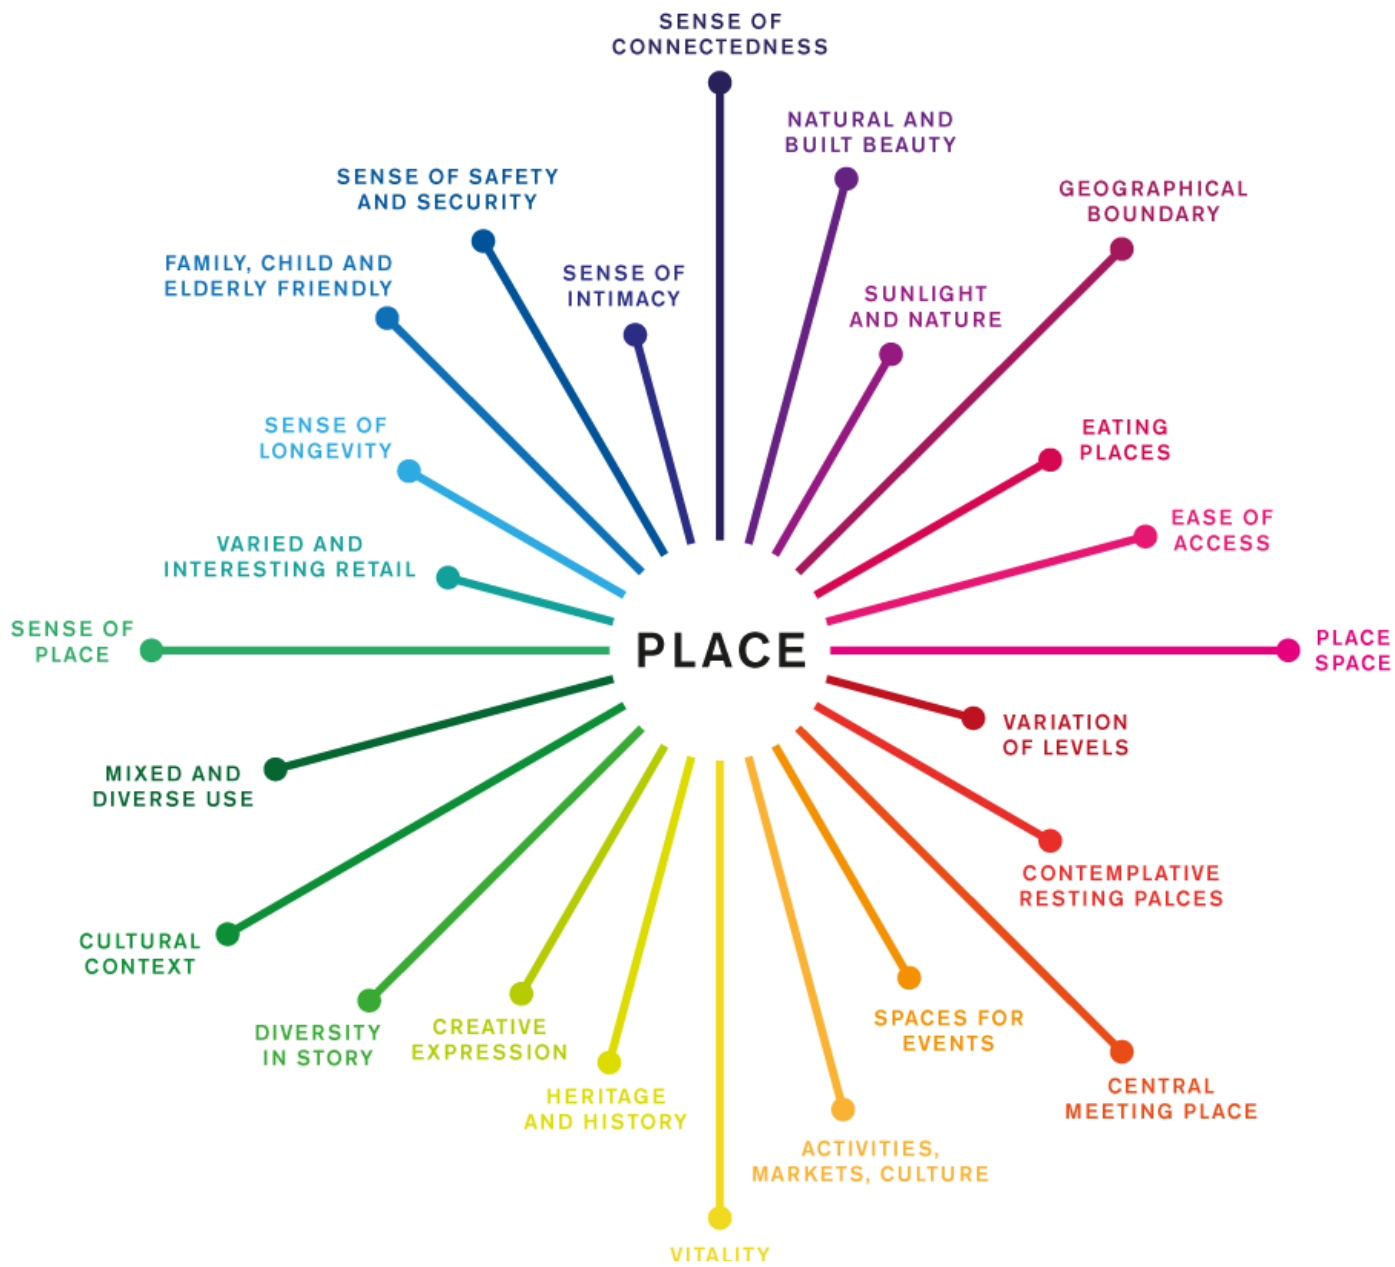 SENSE OF
CONNECTEDNESS
NATURAL AND
BUILT BEAUTY
GEOGRAPHICAL
BOUNDARY
SENSE OF SAFETY
AND SECURITY
FAMILY, CHILD AND
ELDERLY FRIENDLY
SENSE OF
INTIMACY
SUNLIGHT
AND NATURE
SENSE OF
LONGEVITY
EATING
PLACES
EASE OF
ACCESS
VARIED AND
INTERESTING RETAIL
SENSE OF
PLACE
PLACE
PLACE
SPACE
VARIATION
OF LEVELS
MIXED AND
DIVERSE USE
CONTEMPLATIVE
RESTING PALCES
CULTURAL
CONTEXT
DIVERSITY
IN STORY
CREATIVE
EXPRESSION
SPACES FOR
EVENTS
HERITAGE
AND HISTORY
CENTRAL
MEETING PLACE
ACTIVITIES,
MARKETS, CULTURE
VITALITY